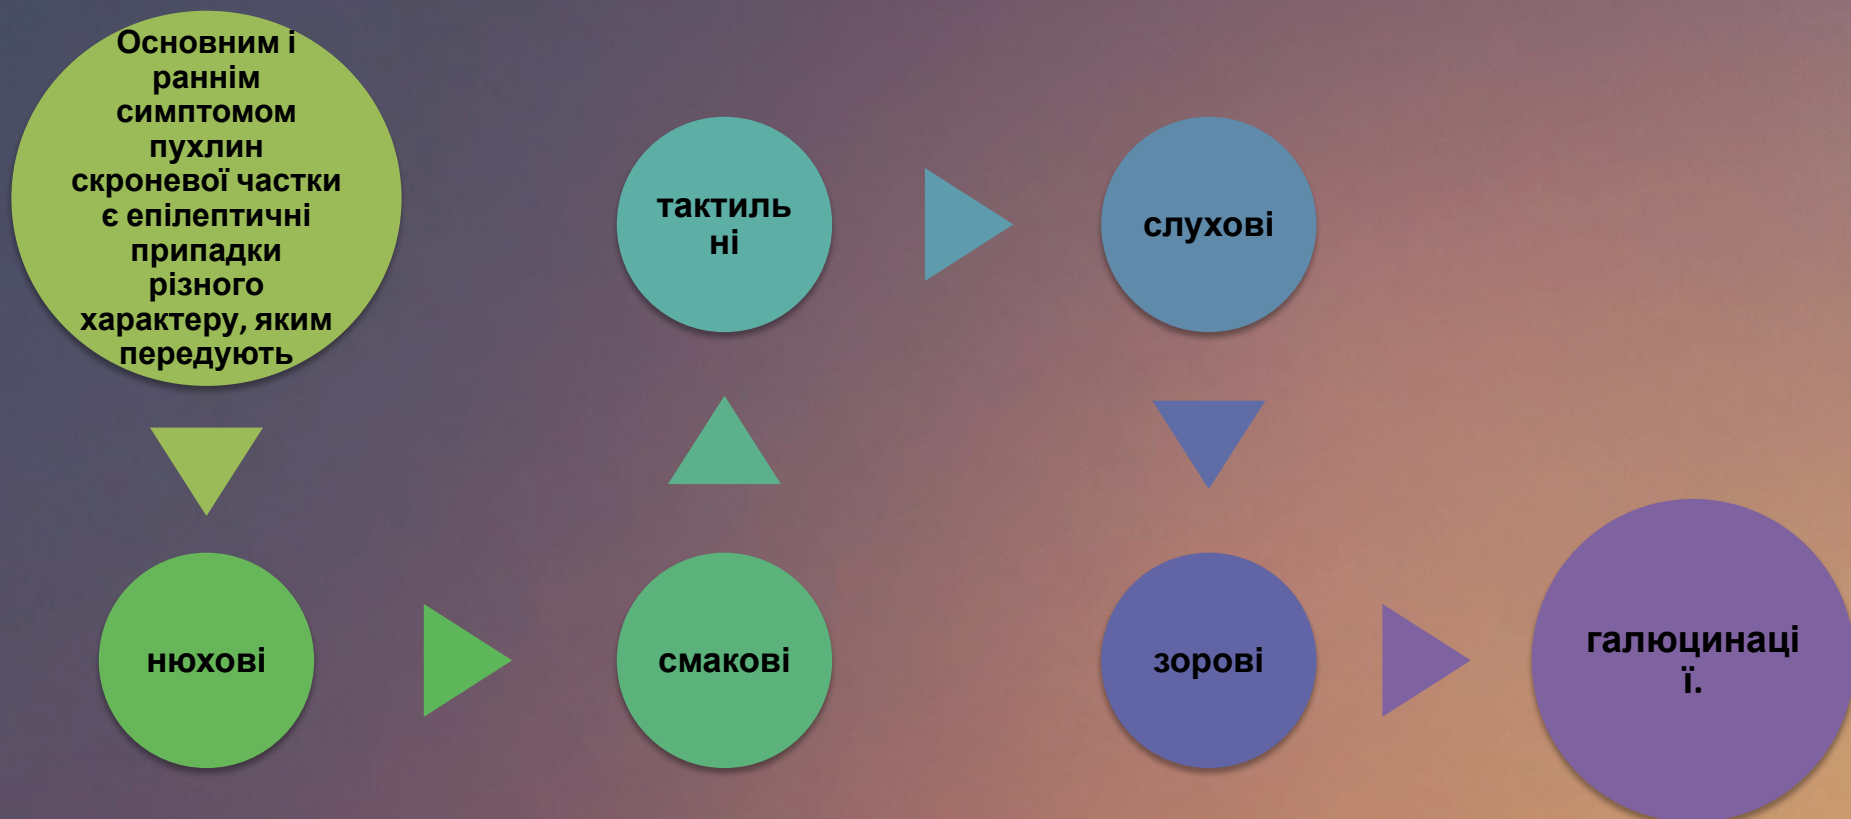 Основним і
раннім
симптомом
пухлин
скроневої частки
є епілептичні
припадки
різного
характеру, яким
передують
нюхові
смакові
тактиль
ні
слухові
зорові
галюцинаці
ї.